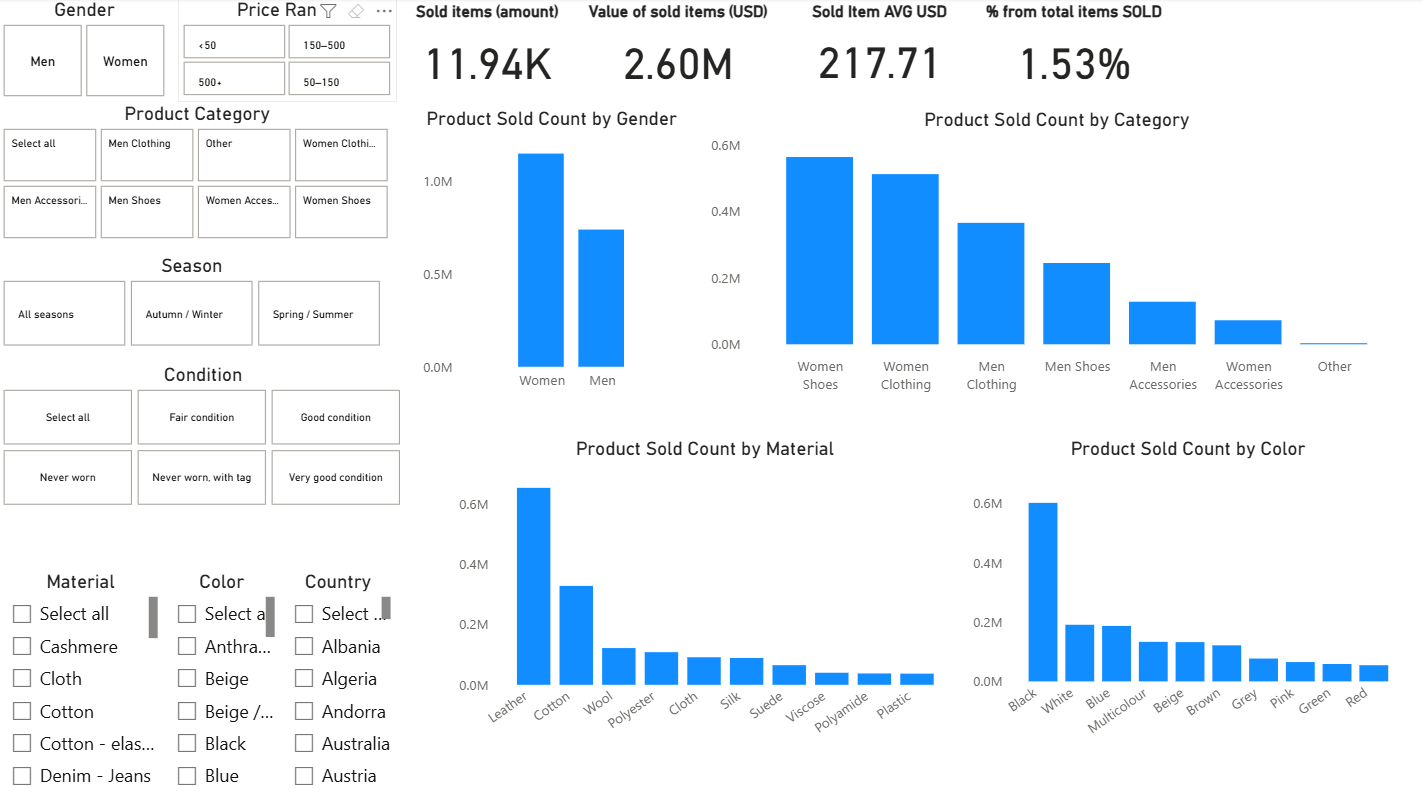 Gender
Price Ran
Men
Women
<50
150–500
500+
50–150
Product Category
Select all
Men Clothing
Other
Women Clothi...
Men Accessori...
Men Shoes
Women Acces...
Women Shoes
Season
All seasons
Autumn / Winter
Spring / Summer
Condition
Select all
Fair condition
Good condition
Never worn
Never worn, with tag
Very good condition
Material
Select all
Cashmere
Cloth
Cotton
Cotton - elas...
Denim - Jeans
Color
Select a
Anthra...
Beige
Beige /...
Black
Blue
Country
Select ...
Albania
Algeria
Andorra
Australia
Austria
Sold items (amount)
11.94K
Value of sold items (USD)
2.60M
Sold Item AVG USD
217.71
% from total items SOLD
1.53%
Product Sold Count by Gender
1.0M
0.5M
0.0M
Women
Men
Product Sold Count by Category
0.6M
0.4M
0.2M
0.0M
Women
Shoes
Women
Clothing
Men
Clothing
Men Shoes
Men
Accessories
Women
Accessories
Other
Product Sold Count by Material
0.6M
0.4M
0.2M
0.0M
Leather
Cotton
Wool
Polyester
Cloth
Silk
Suede
Viscose
Polyamide
Plastic
Product Sold Count by Color
0.6M
0.4M
0.2M
0.0M
Black
White
Blue
Multicolour
Beige
Brown
Grey
Pink
Green
Red